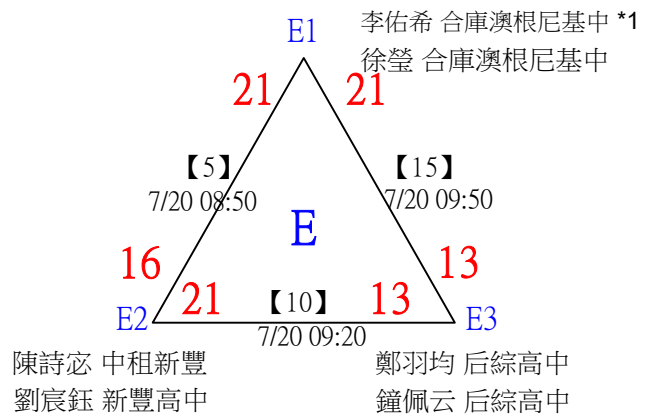 E1
李佑希 合庫澳根尼基中 *1
徐瑩 合庫澳根尼基中
21 21
【5】 【15】
7/20 08:50 7/20 09:50
E
16 13
21 【10】 13
E2 7/20 09:20 E3
陳詩宓 中租新豐 鄭羽均 后綜高中
劉宸鈺 新豐高中 鐘佩云 后綜高中